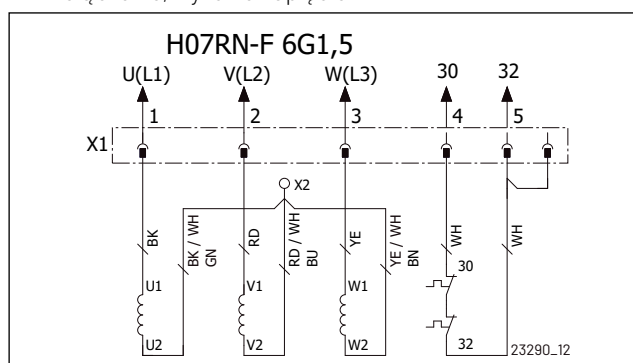 H07RN-F 6G1,5
U(L1) V(L2) W(L3) 30 32
1 2 3 4 5
X1
X2
BK
BK / WH
GN
RD
RD / WH
BU
YE
YE / WH
BN
WH
WH
30
U1 V1 W1
U2 V2 W2 32
23290_12